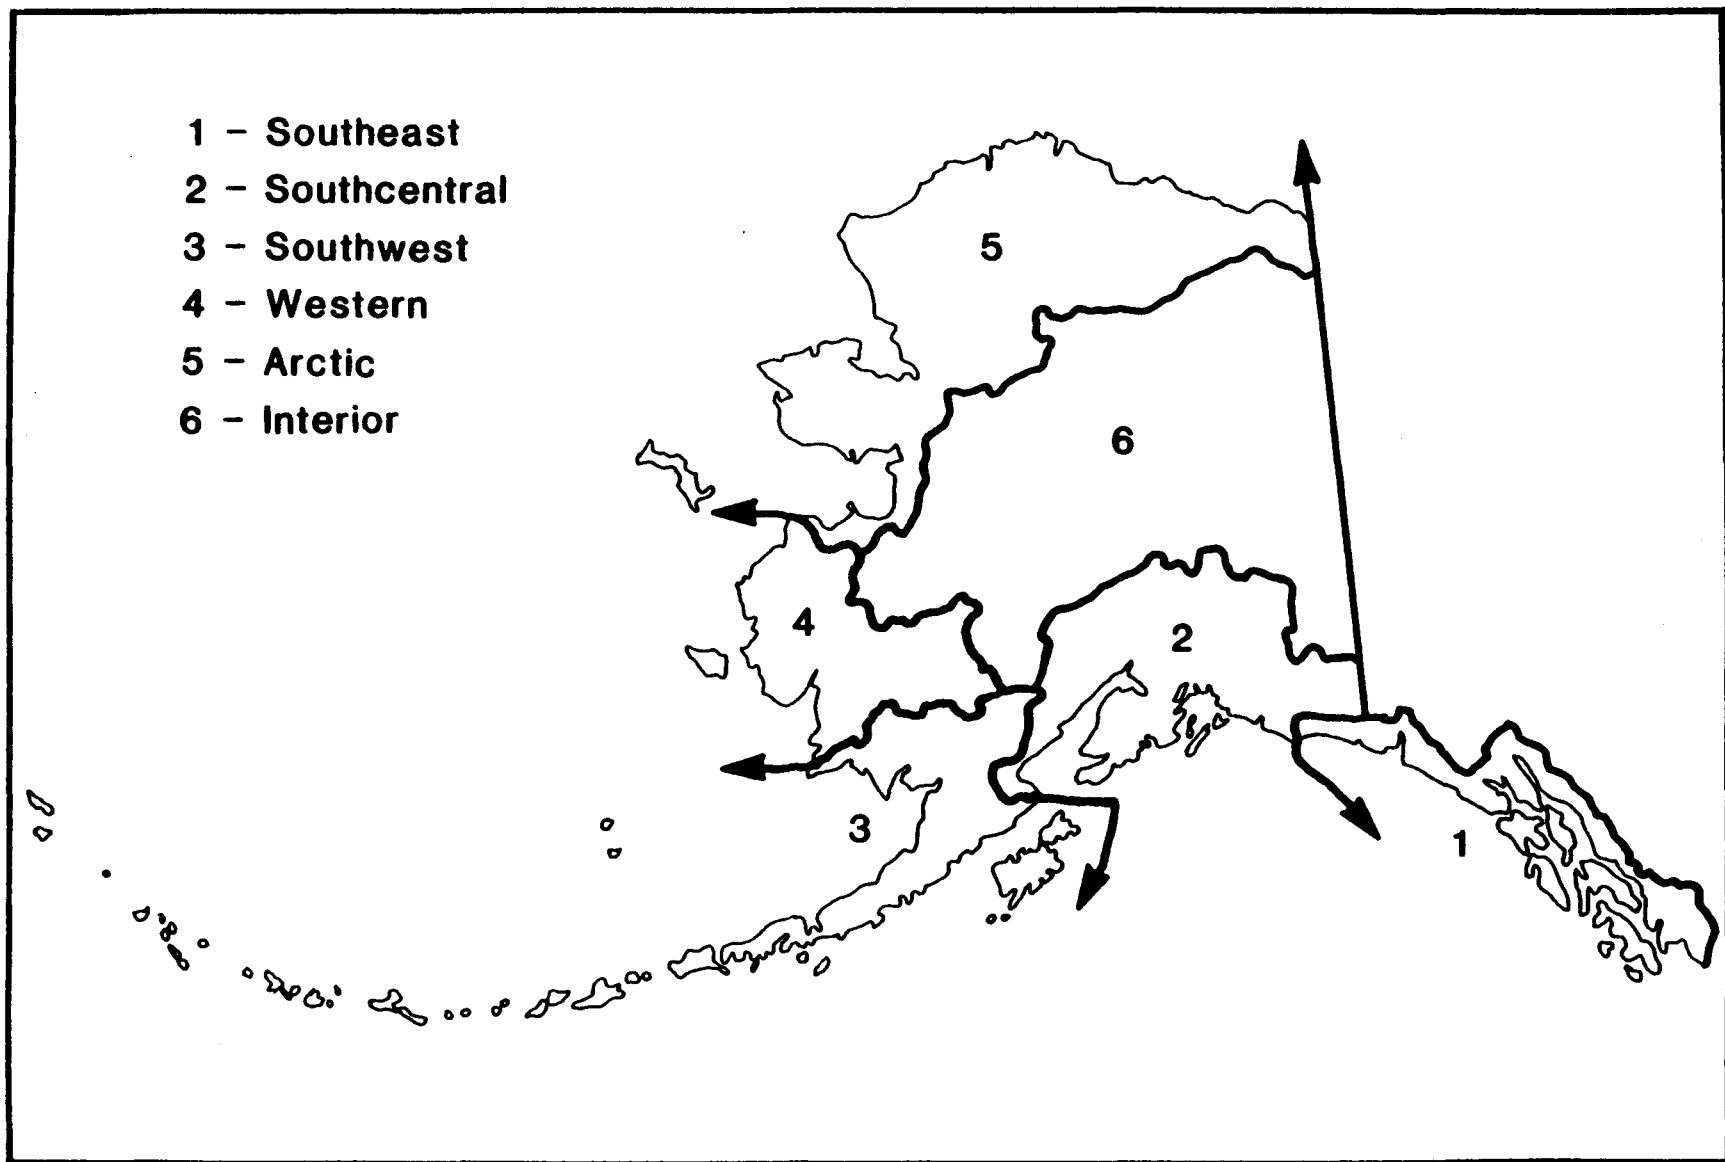 1 – Southeast
2 – Southcentral
3 – Southwest
4 – Western
5 – Arctic
6 – Interior
5
6
4
2
3
1